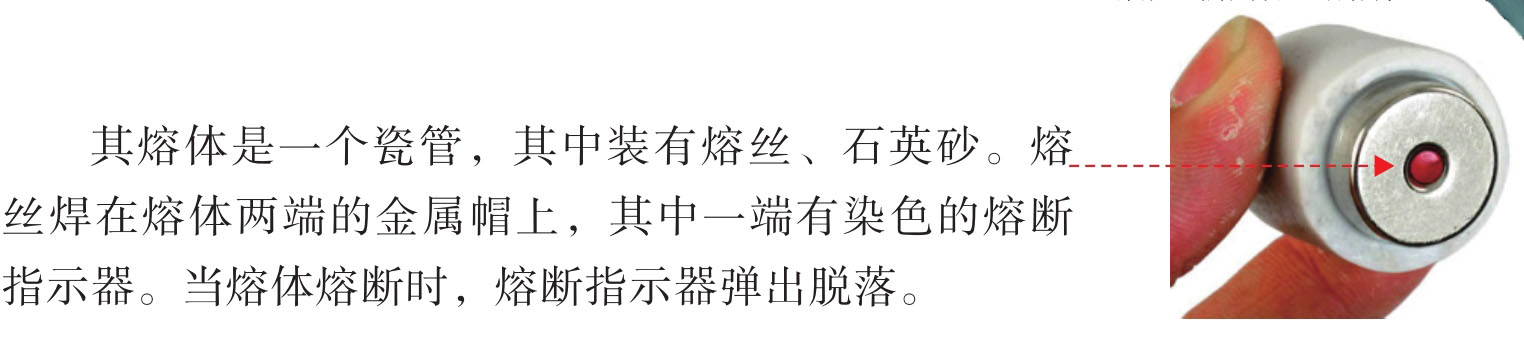 其熔体是一个瓷管，其中装有熔丝、石英砂。熔
丝焊在熔体两端的金属帽上，其中一端有染色的熔断
指示器。当熔体熔断时，熔断指示器弹出脱落。